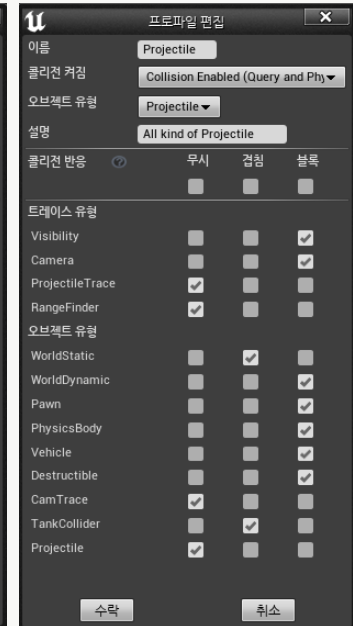 프로파일 편집
이름 Projectile
콜리전 켜짐 Collision Enabled (Query and Phy
오브젝트 유형 Projectile
설명 All kind of Projectile
콜리전 반응 ? 무시 겹침 블록
트레이스 유형
Visibility
Camera
ProjectileTrace
RangeFinder
오브젝트 유형
WorldStatic
WorldDynamic
Pawn
PhysicsBody
Vehicle
Destructible
CamTrace
TankCollider
Projectile
수락 취소